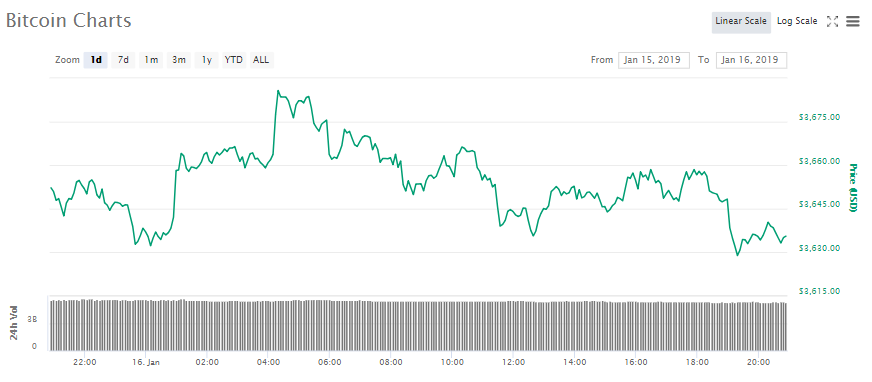 Bitcoin Charts
Linear Scale Log Scale
Zoom 1d 7d 1m 3m 1y YTD ALL From Jan 15, 2019 To Jan 16, 2019
$3,675.00
$3,660.00
$3,645.00
$3,630.00
$3,615.00
Price (USD)
24h Vol
3B
0
22:00 16. Jan 02:00 04:00 06:00 08:00 10:00 12:00 14:00 16:00 18:00 20:00